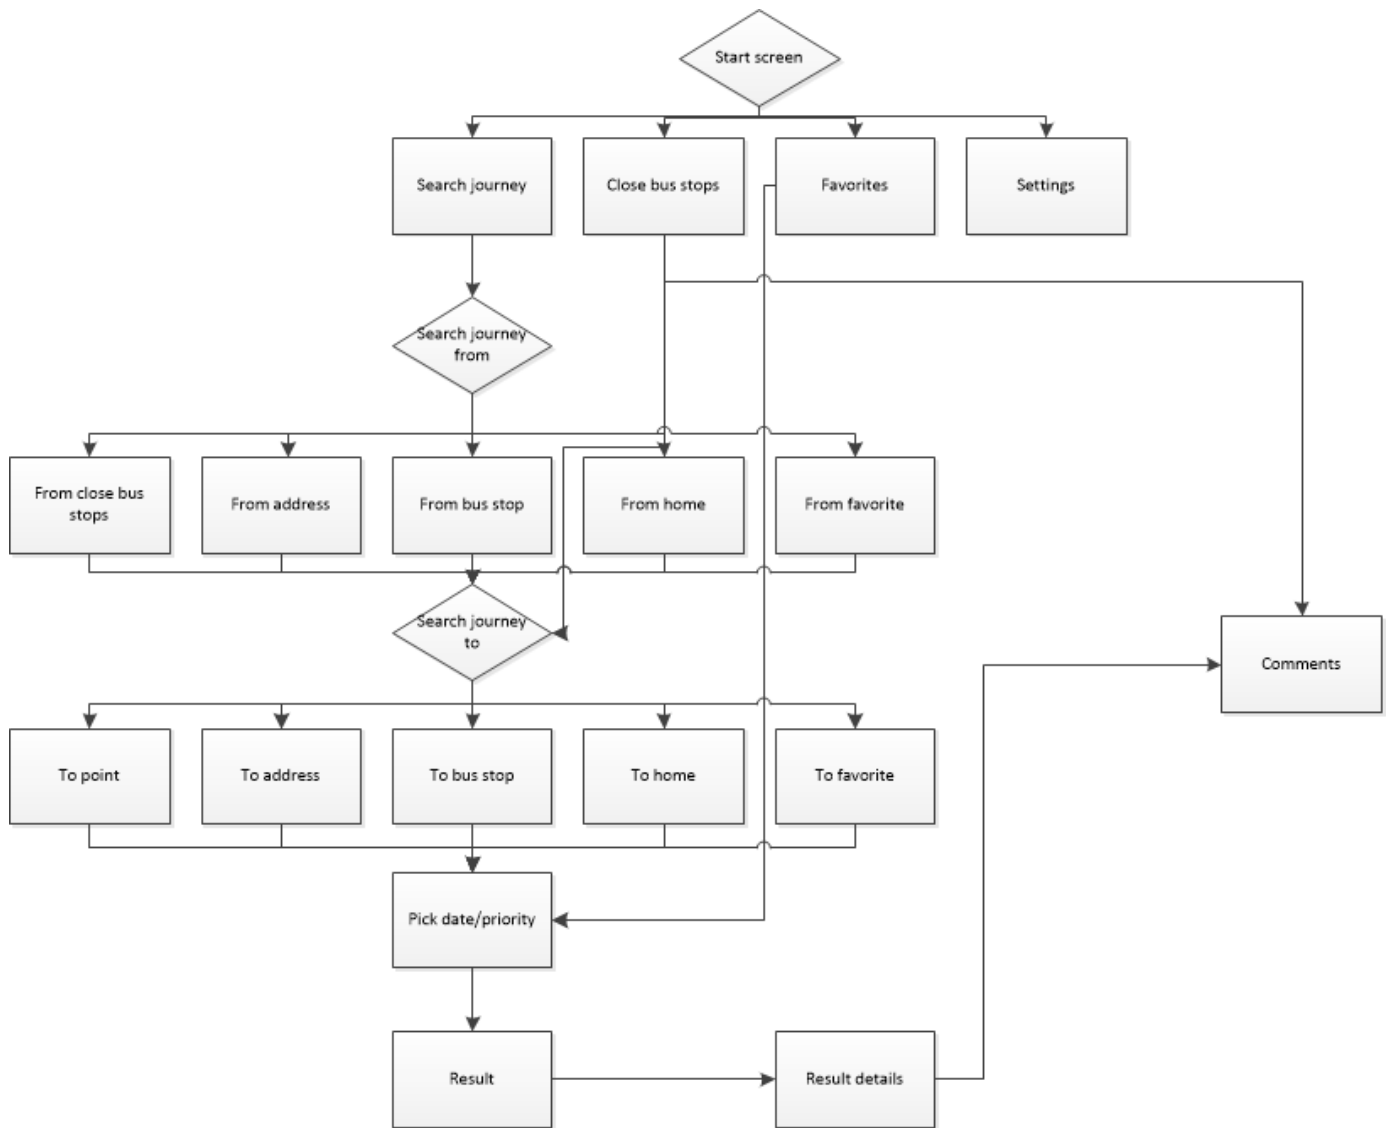 Start screen
Search journey
Close bus stops
Favorites
Settings
Search journey
from
From close bus
stops
From address
From bus stop
From home
From favorite
Search journey
to
Comments
To point
To address
To bus stop
To home
To favorite
Pick date/priority
Result
Result details